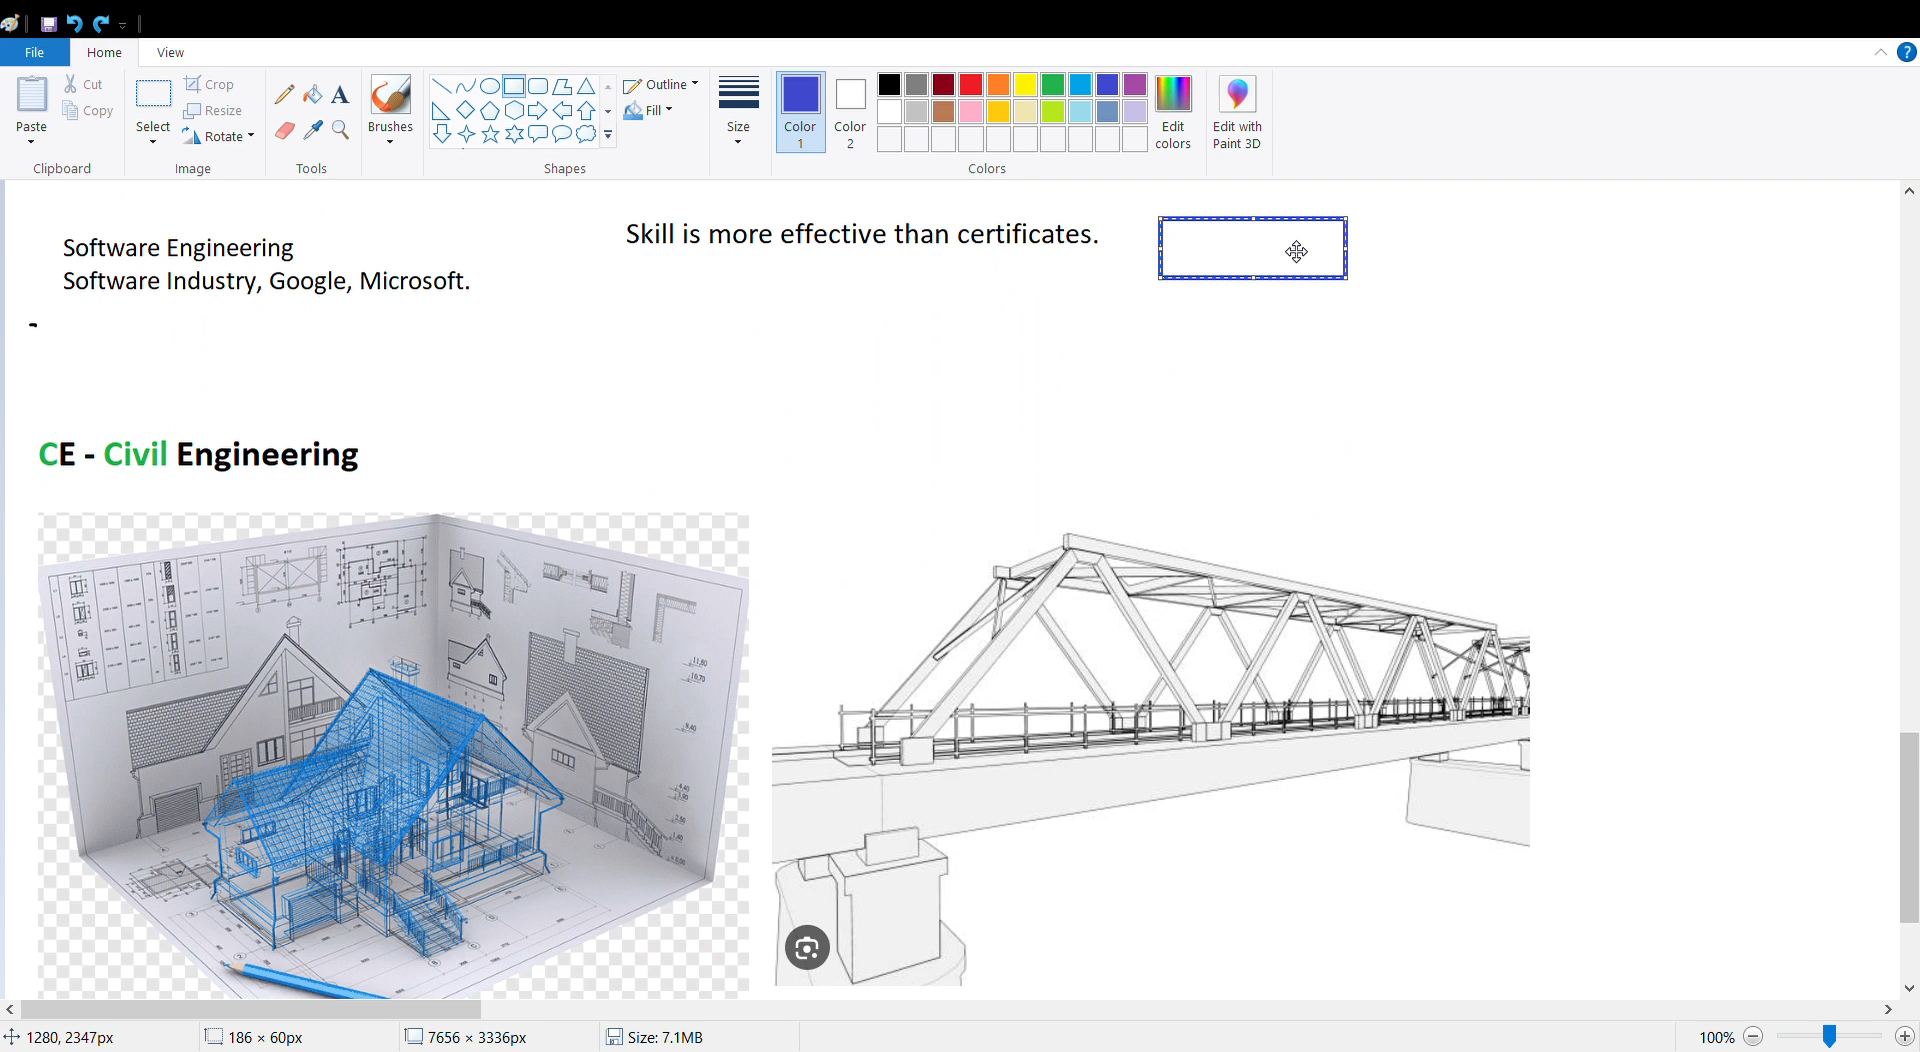 File
Home
View
Paste
Cut
Copy
Clipboard
Select
Crop
Resize
Rotate
Image
Tools
Brushes
Shapes
Outline
Fill
Size
Color 1
Color 2
Edit colors
Edit with Paint 3D
Colors
Software Engineering
Software Industry, Google, Microsoft.
Skill is more effective than certificates.
CE - Civil Engineering
1280, 2347px
186 × 60px
7656 × 3336px
Size: 7.1MB
100%